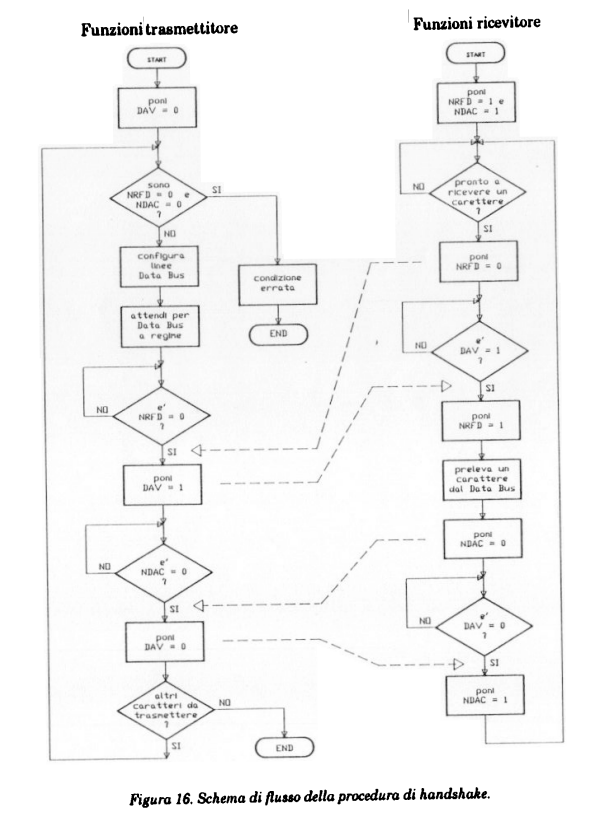 Funzioni trasmettitore
START
poni
DAV = 0
sono
NRFD = 0 e
NDAC = 0
?
SI
NO
configura
linee
Data Bus
condizione
errata
END
attendi per
Data Bus
a regime
e'
NRFD = 0
?
NO
SI
poni
DAV = 1
e'
NDAC = 0
?
NO
SI
poni
DAV = 0
altri
caratteri da
trasmettere
?
NO
SI
END
Funzioni ricevitore
START
poni
NRFD = 1 e
NDAC = 1
pronto a
ricevere un
carettere
?
NO
SI
poni
NRFD = 0
e'
DAV = 1
?
NO
SI
poni
NRFD = 1
preleva un
carattere
dal Data Bus
poni
NDAC = 0
e'
DAV = 0
?
NO
SI
poni
NDAC = 1
Figura 16. Schema di flusso della procedura di handshake.